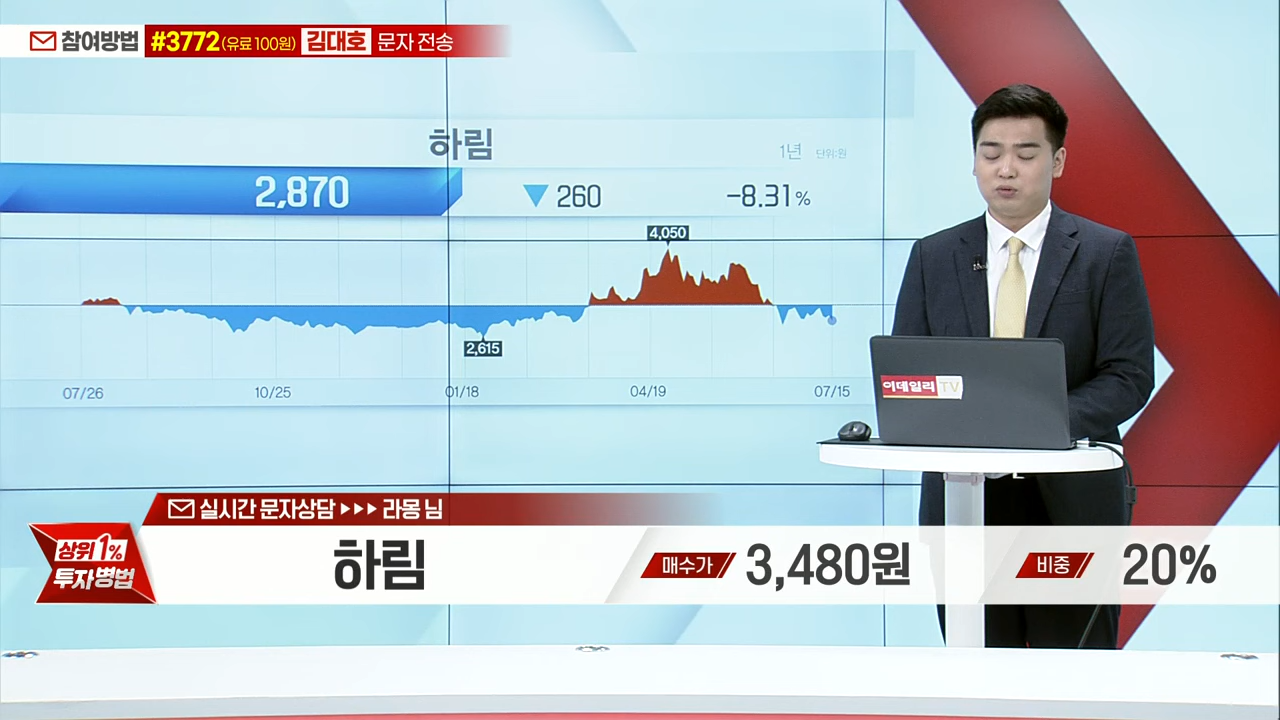 참여방법 #3772(유료 100원) 김대호 문자 전송
하림
1년 단위:원
2,870 ▼260 -8.31%
4,050
2,615
07/26 10/25 01/18 04/19 07/15
이데일리TV
실시간 문자상담 ▶▶▶ 라몽 님
상위 1% 투자병법
하림 매수가 3,480원 비중 20%